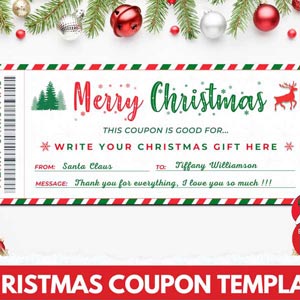 Merry Christmas
THIS COUPON IS GOOD FOR...
WRITE YOUR CHRISTMAS GIFT HERE
FROM: Santa Claus TO: Tiffany Williamson
MESSAGE: Thank you for everything, I love you so much !!!
RISTMAS COUPON TEMPLA